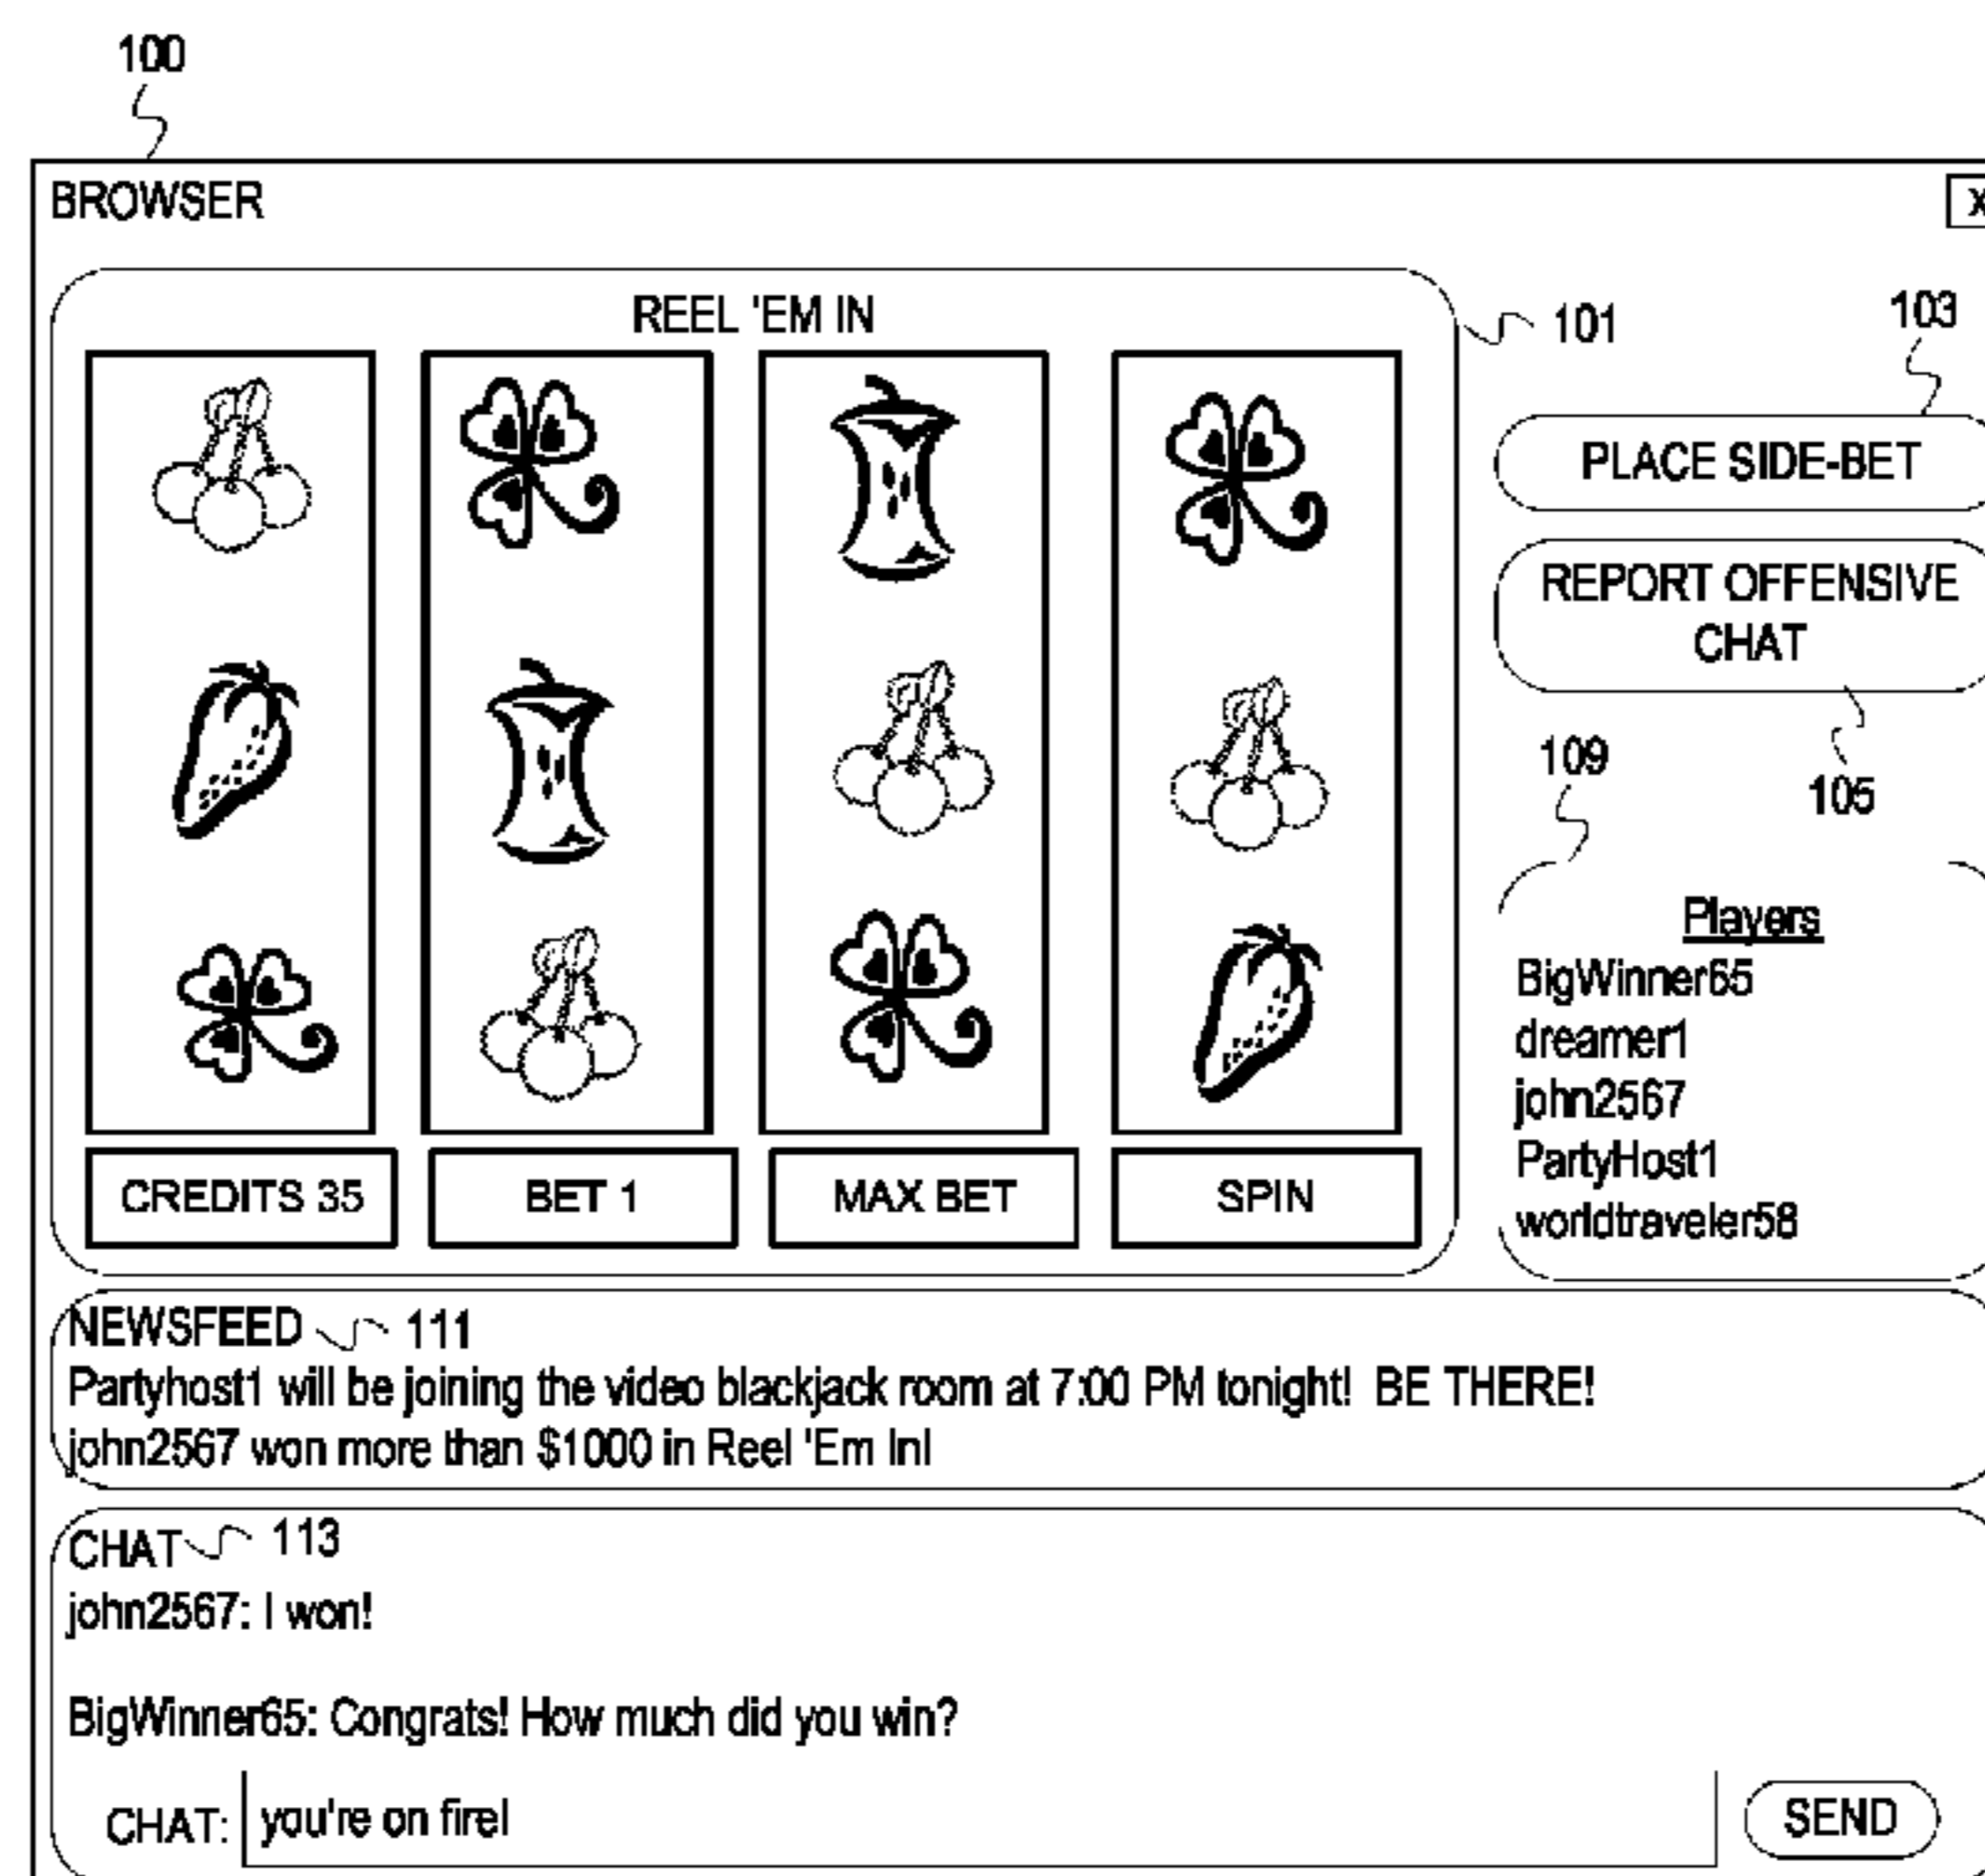 100
BROWSER
X
REEL 'EM IN
101
103
PLACE SIDE-BET
REPORT OFFENSIVE
CHAT
105
109
Players
BigWinner65
dreamer1
john2567
PartyHost1
worldtraveler58
CREDITS 35
BET 1
MAX BET
SPIN
NEWSFEED 111
Partyhost1 will be joining the video blackjack room at 7:00 PM tonight! BE THERE!
john2567 won more than $1000 in Reel 'Em In!
CHAT 113
john2567: I won!
BigWinner65: Congrats! How much did you win?
CHAT: you're on fire!
SEND